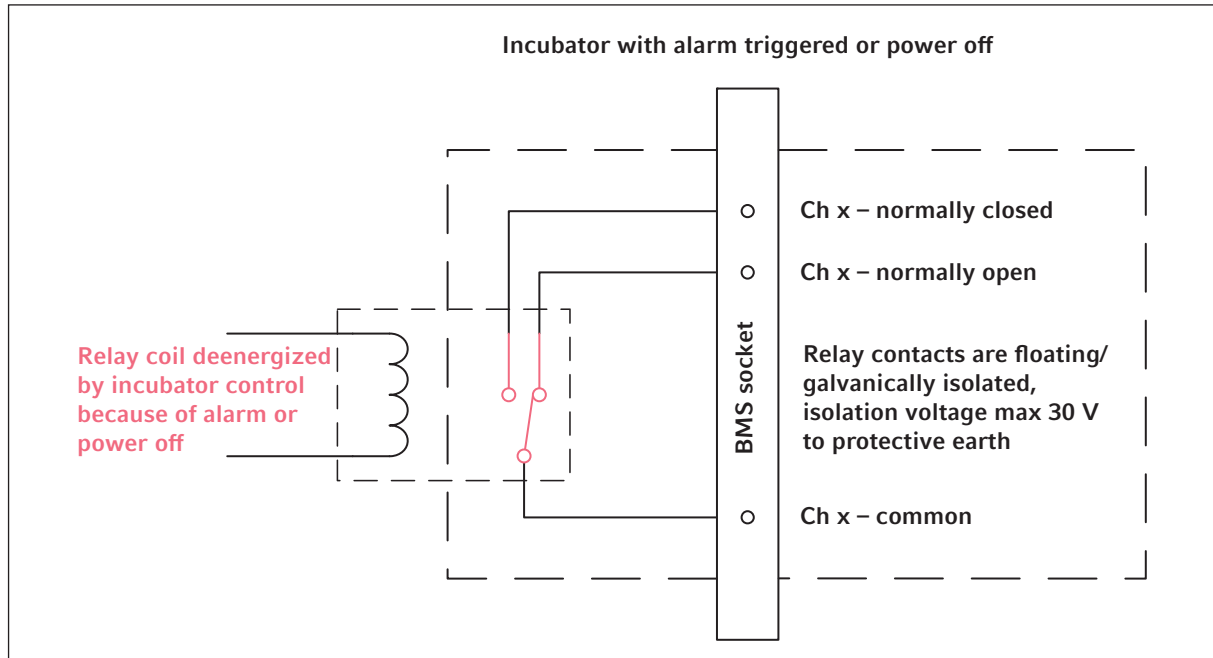 Incubator with alarm triggered or power off
Ch x – normally closed
Ch x – normally open
Relay coil deenergized
by incubator control
because of alarm or
power off
BMS socket
Relay contacts are floating/
galvanically isolated,
isolation voltage max 30 V
to protective earth
Ch x – common